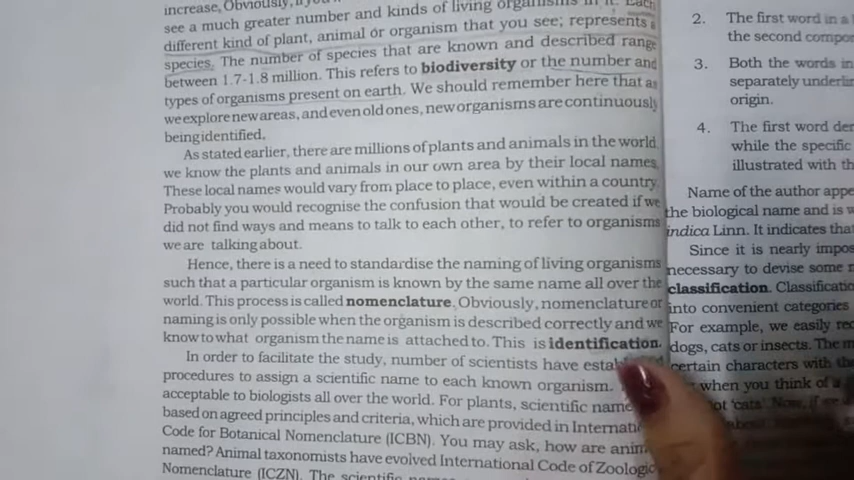 increase. Obviously, if you
see a much greater number and kinds of living organisms in it. Each
different kind of plant, animal or organism that you see, represents a
species. The number of species that are known and described range
between 1.7-1.8 million. This refers to biodiversity or the number and
types of organisms present on earth. We should remember here that as
we explore new areas, and even old ones, new organisms are continuously
being identified.
As stated earlier, there are millions of plants and animals in the world
we know the plants and animals in our own area by their local names
These local names would vary from place to place, even within a country.
Probably you would recognise the confusion that would be created if we
did not find ways and means to talk to each other, to refer to organisms
we are talking about.
Hence, there is a need to standardise the naming of living organisms
such that a particular organism is known by the same name all over the
world. This process is called nomenclature. Obviously, nomenclature or
naming is only possible when the organism is described correctly and we
know to what organism the name is attached to. This is identification.
In order to facilitate the study, number of scientists have
procedures to assign a scientific name to each known organism.
acceptable to biologists all over the world. For plants, scientific
based on agreed principles and criteria, which are provided in
Code for Botanical Nomenclature (ICBN). You may ask, how are
named? Animal taxonomists have evolved International Code of
Nomenclature (ICZN). The
2. The first word in a
the second
3. Both the words in
separately
origin.
4. The first word
while the specific
illustrated with
Name of the author
the biological name and is
indica Linn. It indicates
Since it is nearly
necessary to devise some
classification.
into convenient categories
For example, we easily
dogs, cats or insects. The
certain characters with
when you think of a
'cats'. Now, if